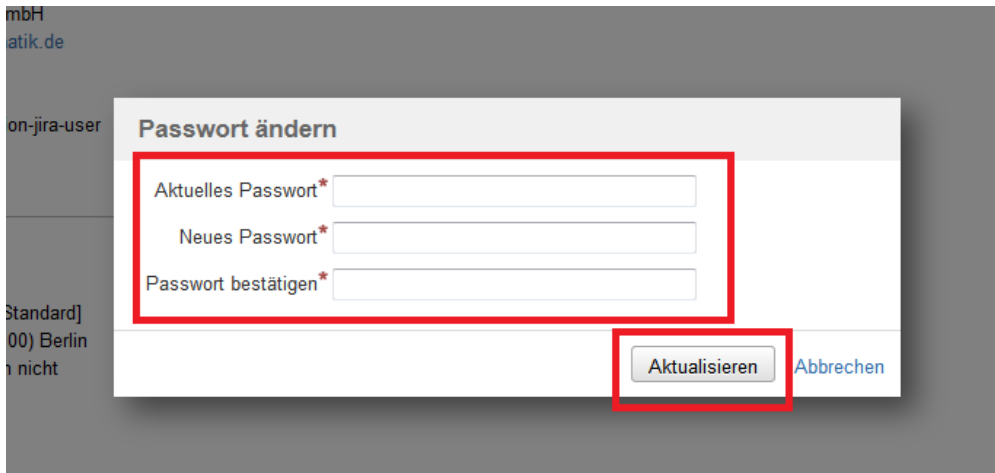 mbH
atik.de
on-jira-user
Passwort ändern
Aktuelles Passwort*
Neues Passwort*
Passwort bestätigen*
Standard]
00) Berlin
nicht
Aktualisieren Abbrechen